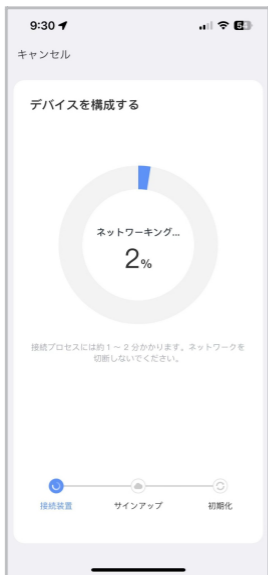 9:30
キャンセル
デバイスを構成する
ネットワーキング...
2%
接続プロセスには約1～2分かかります。ネットワークを
切断しないでください。
接続装置 サインアップ 初期化